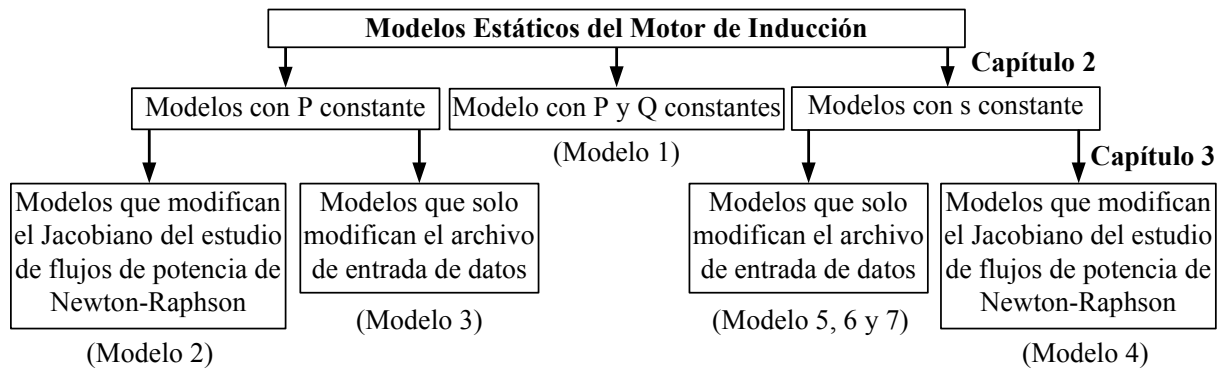 Modelos Estáticos del Motor de Inducción
Capítulo 2
Modelos con P constante
Modelo con P y Q constantes
Modelos con s constante
(Modelo 1)
Capítulo 3
Modelos que modifican
el Jacobiano del estudio
de flujos de potencia de
Newton-Raphson
(Modelo 2)
Modelos que solo
modifican el archivo
de entrada de datos
(Modelo 3)
Modelos que solo
modifican el archivo
de entrada de datos
(Modelo 5, 6 y 7)
Modelos que modifican
el Jacobiano del estudio
de flujos de potencia de
Newton-Raphson
(Modelo 4)